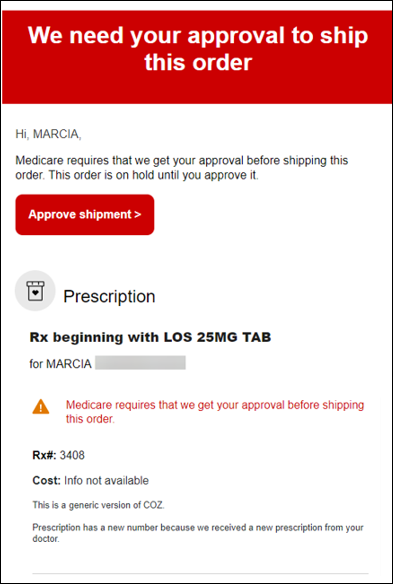 We need your approval to ship
this order
Hi, MARCIA,
Medicare requires that we get your approval before shipping this
order. This order is on hold until you approve it.
Approve shipment >
Prescription
Rx beginning with LOS 25MG TAB
for MARCIA
Medicare requires that we get your approval before shipping
this order.
Rx#: 3408
Cost: Info not available
This is a generic version of COZ.
Prescription has a new number because we received a new prescription from your
doctor.